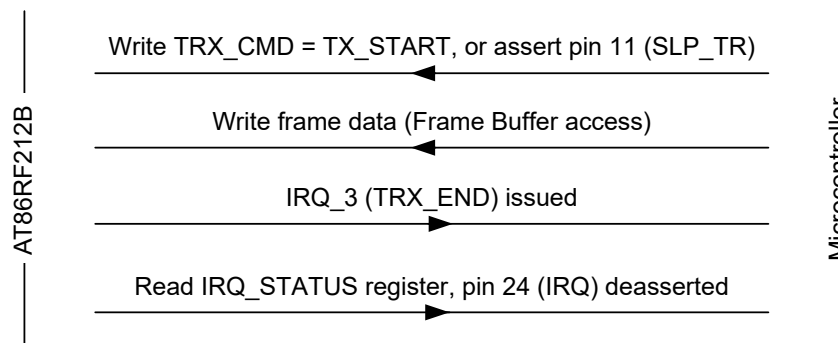 Write TRX_CMD = TX_START, or assert pin 11 (SLP_TR)
Write frame data (Frame Buffer access)
IRQ_3 (TRX_END) issued
Read IRQ_STATUS register, pin 24 (IRQ) deasserted
AT86RF212B
Microcontroller